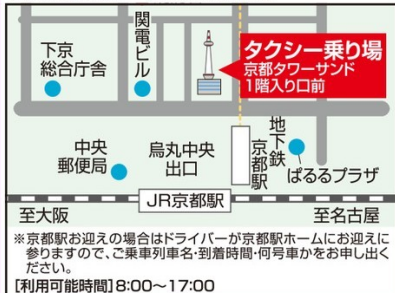 下京
総合庁舎
関電ビル
タクシー乗り場
京都タワーサンド
1階入り口前
中央
郵便局
烏丸中央
出口
地下鉄
京都駅
ぱるるプラザ
JR京都駅
至大阪
至名古屋
※京都駅お迎えの場合はドライバーが京都駅ホームにお迎えに
参りますので、ご乗車列車名・到着時間・何号車かをお申し出く
ださい。
[利用可能時間]8:00〜17:00